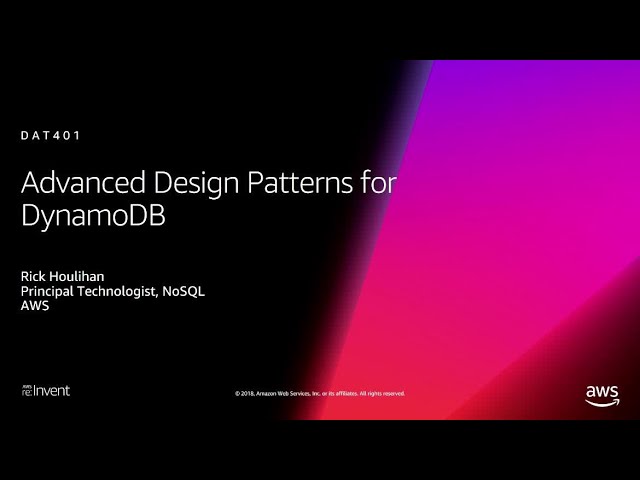 DAT401
Advanced Design Patterns for
DynamoDB
Rick Houlihan
Principal Technologist, NoSQL
AWS
AWS
re:Invent
© 2018, Amazon Web Services, Inc. or its affiliates. All rights reserved.
aws